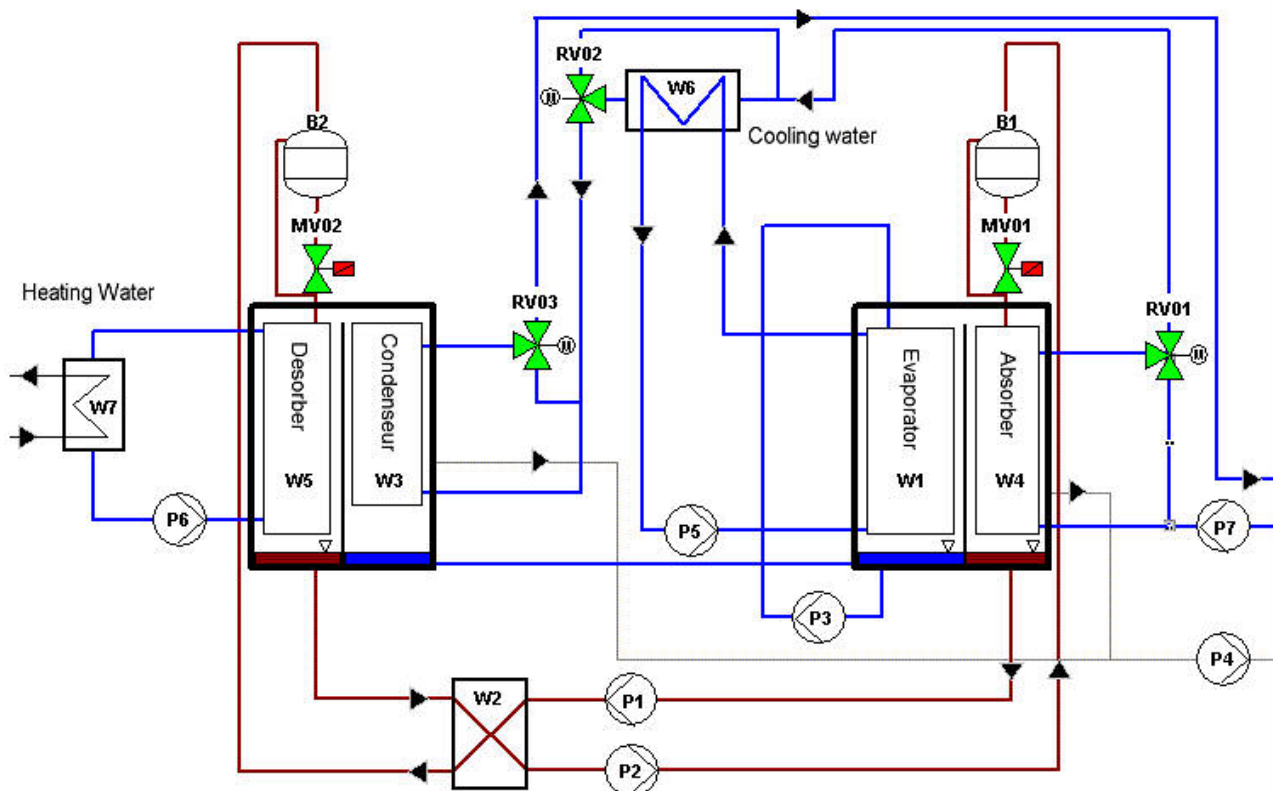 RV02
W6
B2
B1
Cooling water
MV02
MV01
Heating Water
RV03
RV01
Desorber
Condenseur
Evaporator
Absorber
W7
W5
W3
W1
W4
P6
P5
P7
P3
P4
W2
P1
P2